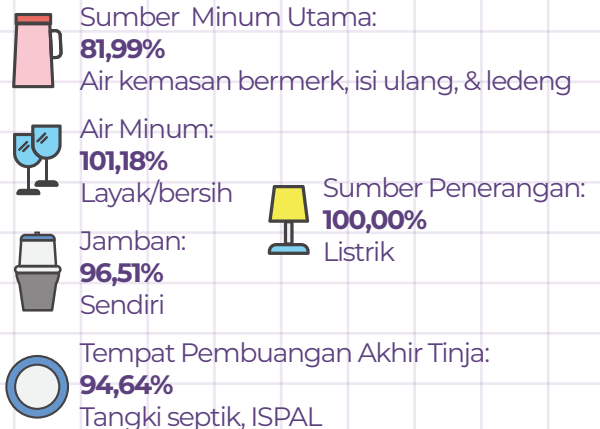 Sumber Minum Utama:
81,99%
Air kemasan bermerk, isi ulang, & ledeng
Air Minum:
101,18%
Layak/bersih
Sumber Penerangan:
100,00%
Listrik
Jamban:
96,51%
Sendiri
Tempat Pembuangan Akhir Tinja:
94,64%
Tangki septik, ISPAL